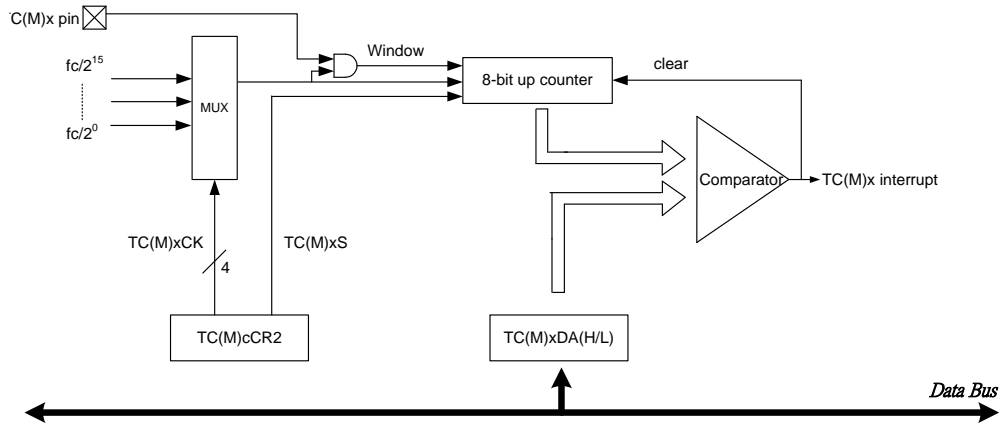 C(M)x pin
Window
fc/2^15
fc/2^0
MUX
8-bit up counter
clear
Comparator
TC(M)x interrupt
TC(M)xCK
TC(M)xS
4
TC(M)cCR2
TC(M)xDA(H/L)
Data Bus